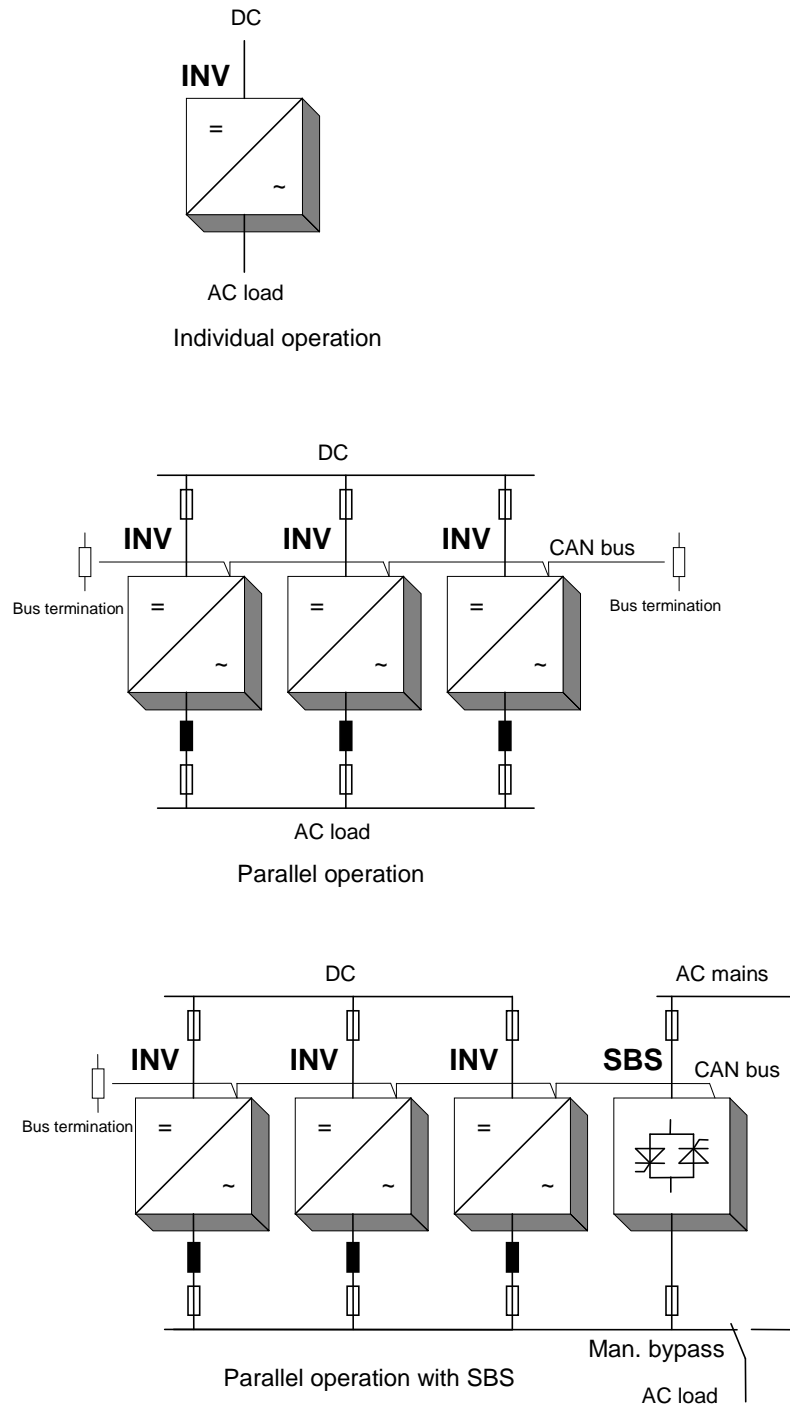 DC
INV
=
~
AC load
Individual operation
DC
INV INV INV
CAN bus
Bus termination
Bus termination
= = =
~ ~ ~
AC load
Parallel operation
DC
AC mains
INV INV INV SBS
CAN bus
Bus termination
= = =
~ ~ ~
Man. bypass
Parallel operation with SBS
AC load